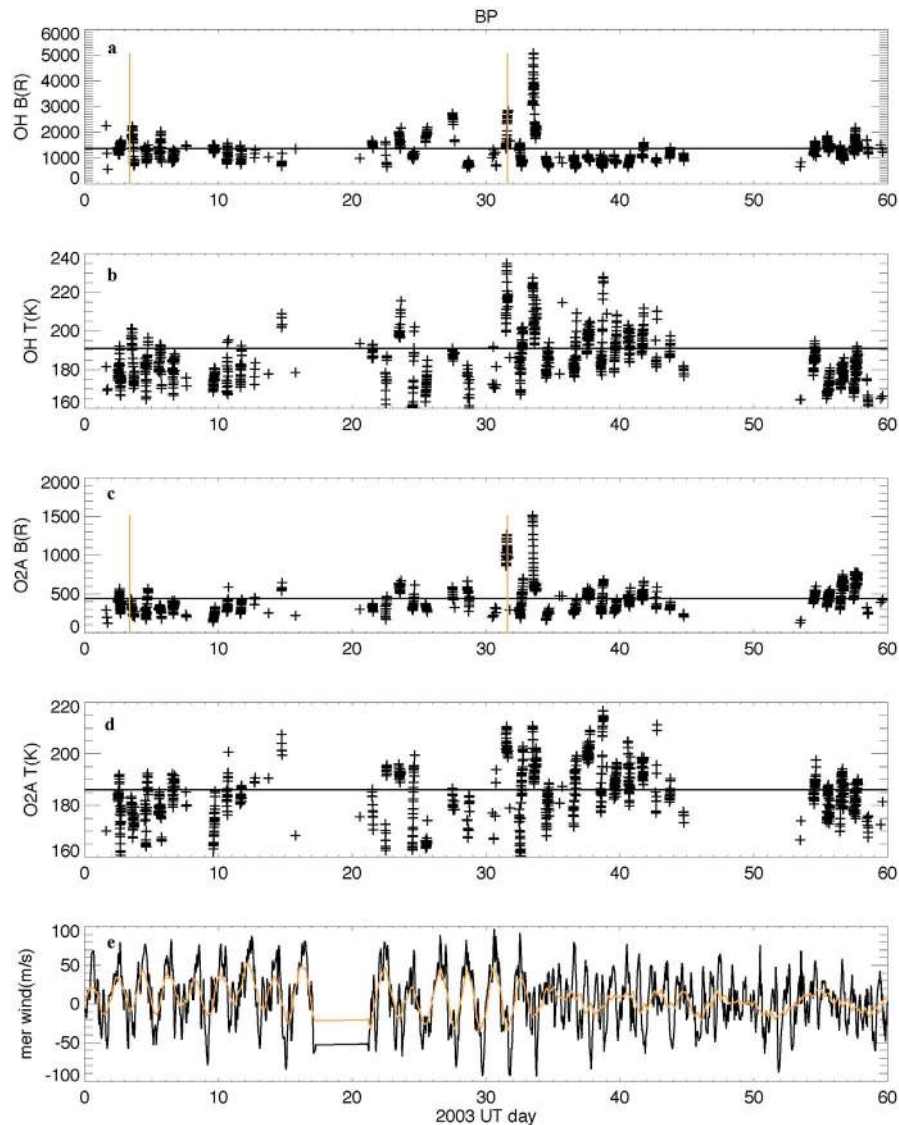 BP
a
OH B(R)
6000
5000
4000
3000
2000
1000
0
0 10 20 30 40 50 60
b
OH T(K)
240
220
200
180
160
0 10 20 30 40 50 60
c
O2A B(R)
2000
1500
1000
500
0
0 10 20 30 40 50 60
d
O2A T(K)
220
200
180
160
0 10 20 30 40 50 60
e
mer wind(m/s)
100
50
0
-50
-100
0 10 20 30 40 50 60
2003 UT day